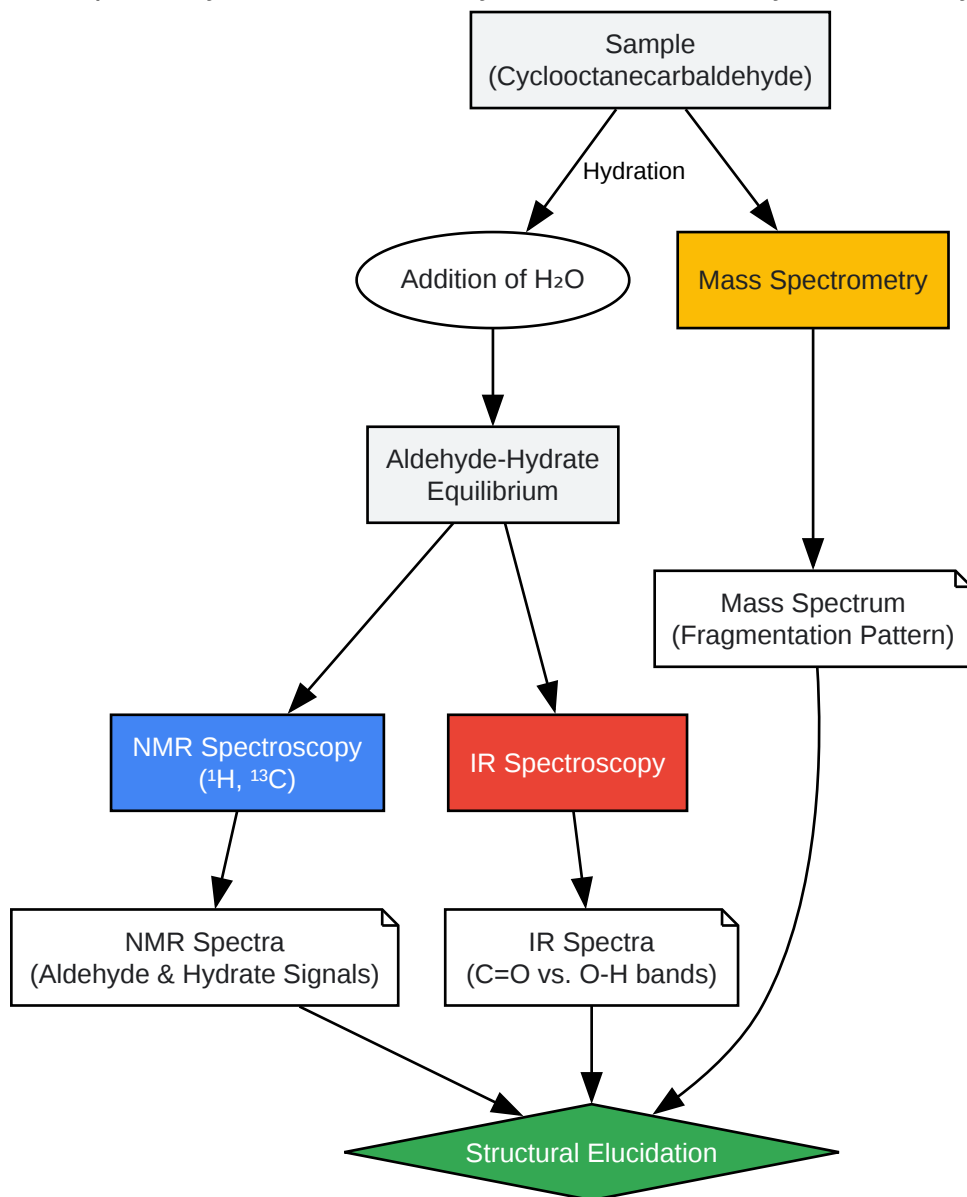 Sample
(Cyclooctanecarbaldehyde)
Hydration
Addition of H₂O
Mass Spectrometry
Aldehyde-Hydrate
Equilibrium
Mass Spectrum
(Fragmentation Pattern)
NMR Spectroscopy
(¹H, ¹³C)
IR Spectroscopy
NMR Spectra
(Aldehyde & Hydrate Signals)
IR Spectra
(C=O vs. O-H bands)
Structural Elucidation